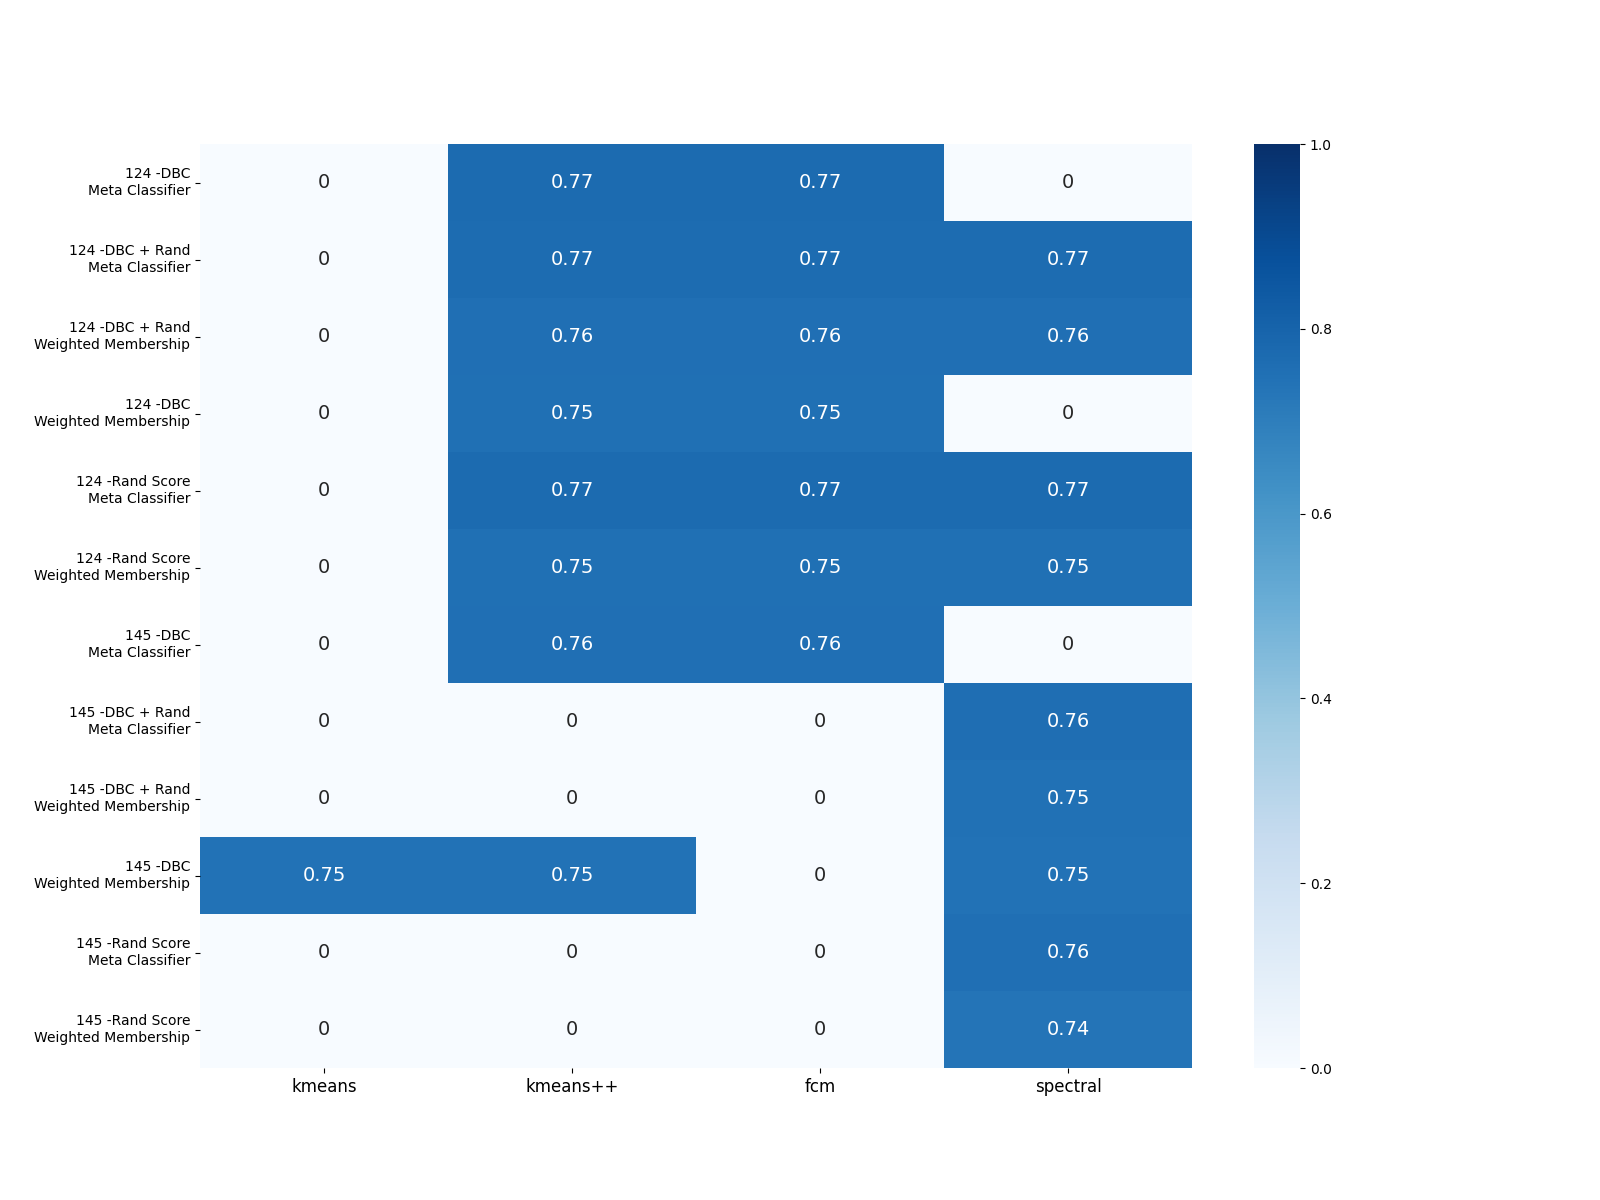 124 -DBC
Meta Classifier
0
0.77
0.77
0
124 -DBC + Rand
Meta Classifier
0
0.77
0.77
0.77
124 -DBC + Rand
Weighted Membership
0
0.76
0.76
0.76
124 -DBC
Weighted Membership
0
0.75
0.75
0
124 -Rand Score
Meta Classifier
0
0.77
0.77
0.77
124 -Rand Score
Weighted Membership
0
0.75
0.75
0.75
145 -DBC
Meta Classifier
0
0.76
0.76
0
145 -DBC + Rand
Meta Classifier
0
0
0
0.76
145 -DBC + Rand
Weighted Membership
0
0
0
0.75
145 -DBC
Weighted Membership
0.75
0.75
0
0.75
145 -Rand Score
Meta Classifier
0
0
0
0.76
145 -Rand Score
Weighted Membership
0
0
0
0.74
kmeans
kmeans++
fcm
spectral
1.0
0.8
0.6
0.4
0.2
0.0